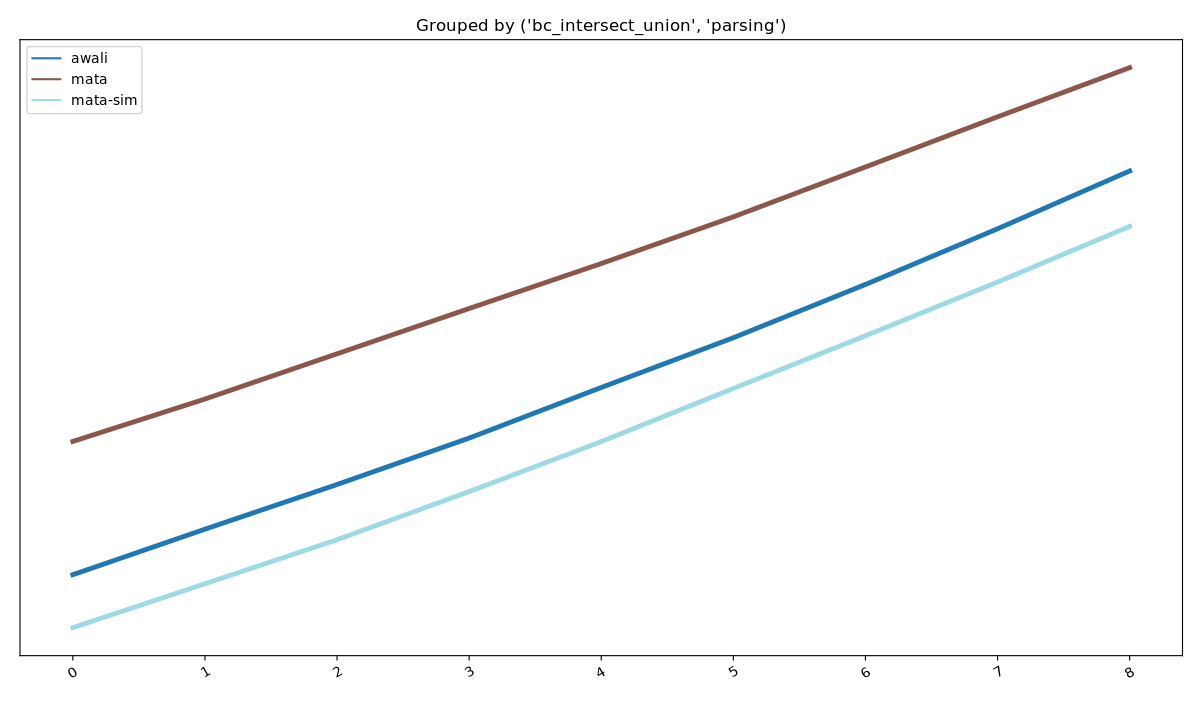 Grouped by ('bc_intersect_union', 'parsing')
awali
mata
mata-sim
0 1 2 3 4 5 6 7 8